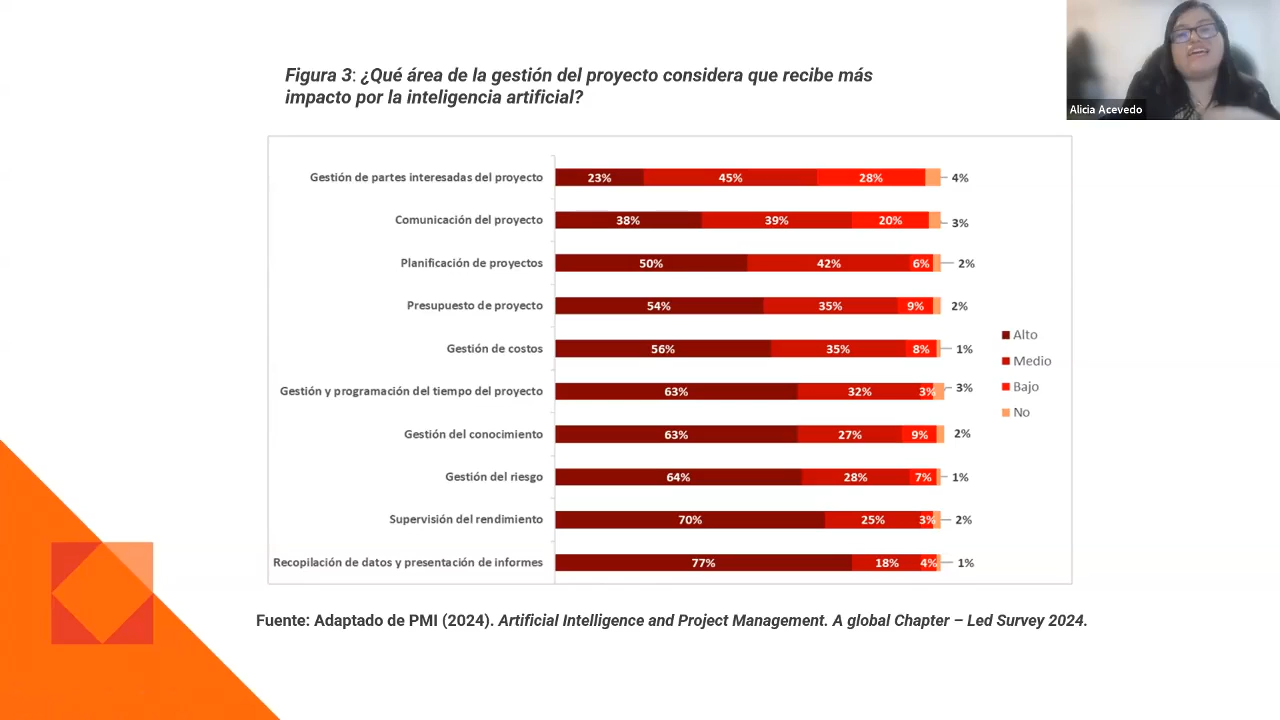 Alicia Acevedo
Figura 3: ¿Qué área de la gestión del proyecto considera que recibe más
impacto por la inteligencia artificial?
Gestión de partes interesadas del proyecto 23% 45% 28% 4%
Comunicación del proyecto 38% 39% 20% 3%
Planificación de proyectos 50% 42% 6% 2%
Presupuesto de proyecto 54% 35% 9% 2%
Gestión de costos 56% 35% 8% 1%
Gestión y programación del tiempo del proyecto 63% 32% 3% 3%
Gestión del conocimiento 63% 27% 9% 2%
Gestión del riesgo 64% 28% 7% 1%
Supervisión del rendimiento 70% 25% 3% 2%
Recopilación de datos y presentación de informes 77% 18% 4% 1%
Alto
Medio
Bajo
No
Fuente: Adaptado de PMI (2024). Artificial Intelligence and Project Management. A global Chapter – Led Survey 2024.